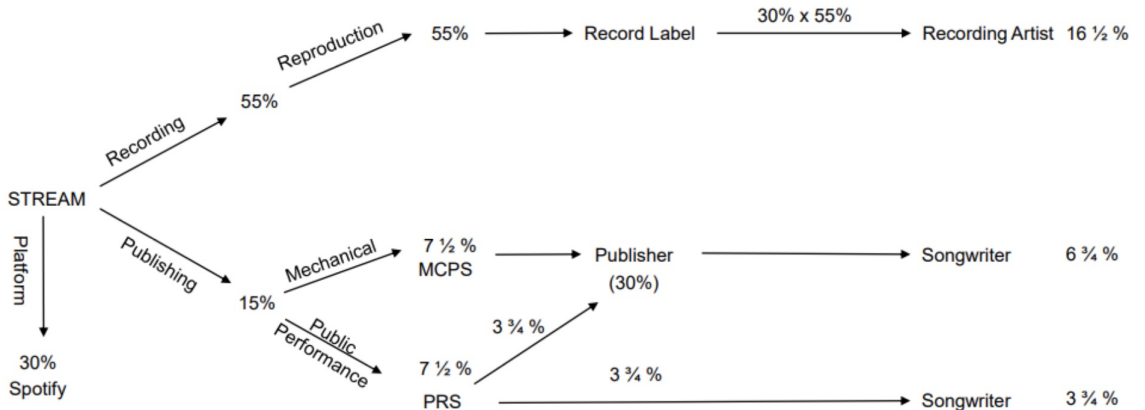 30% x 55%
Reproduction
55%
Record Label
Recording Artist 16 ½ %
55%
Recording
STREAM
Platform
Publishing
Mechanical
7 ½ %
MCPS
Publisher
(30%)
Songwriter
6 ¾ %
15%
Public
Performance
3 ¾ %
30%
Spotify
7 ½ %
PRS
3 ¾ %
Songwriter
3 ¾ %